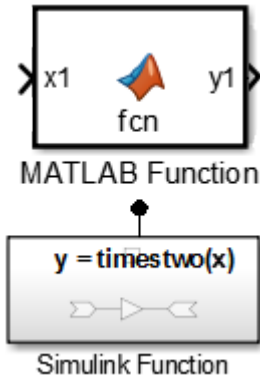 x1 y1
fcn
MATLAB Function
y = timestwo(x)
Simulink Function